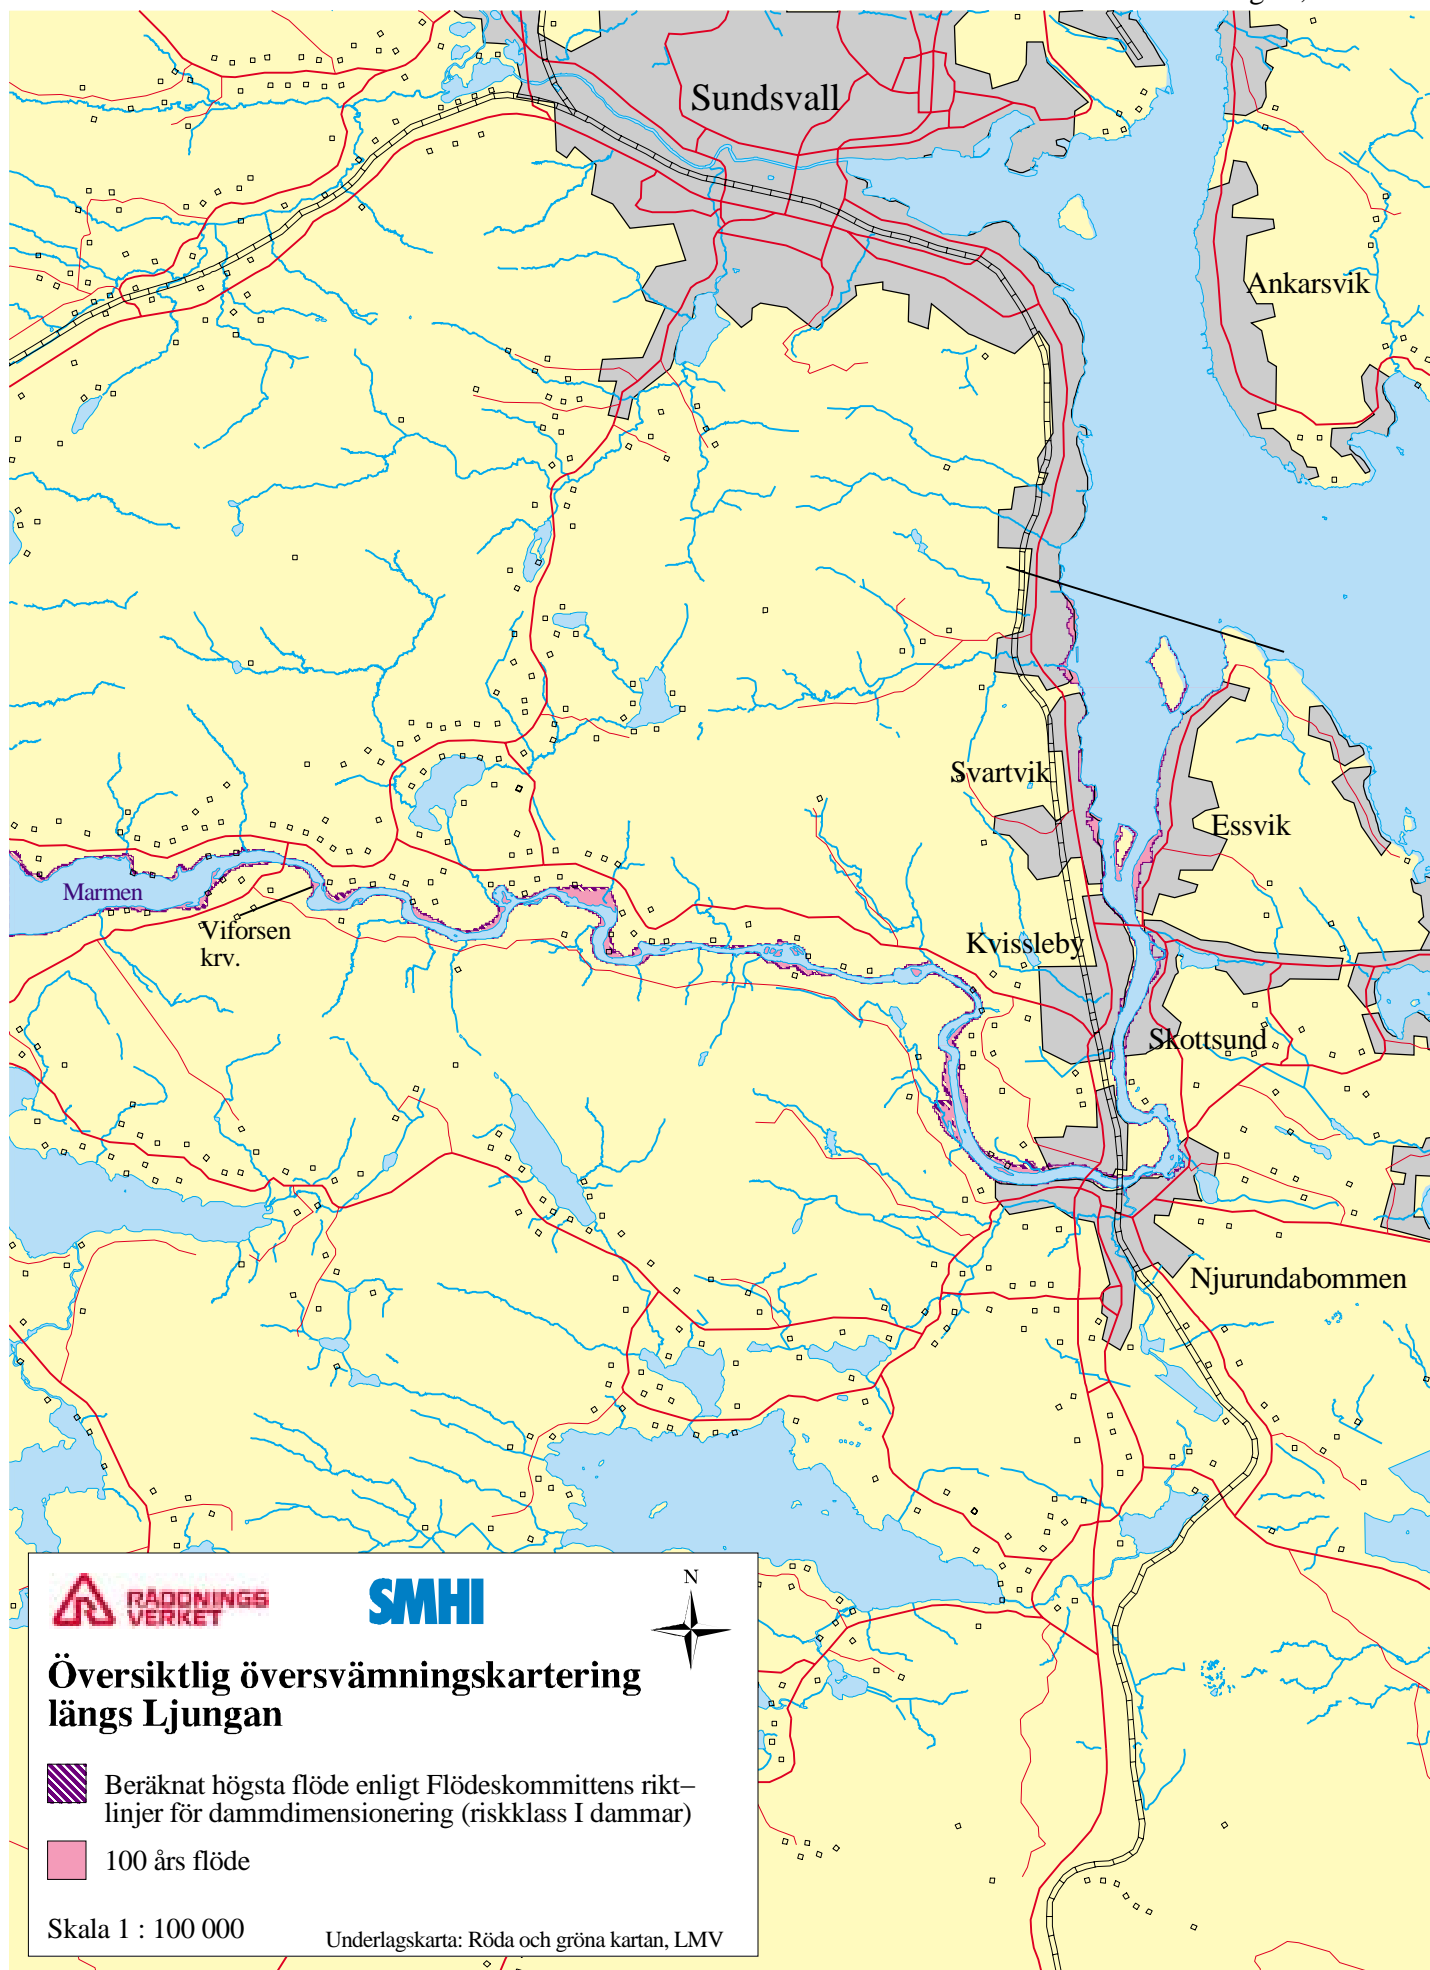 Sundsvall
Ankarsvik
Svartvik
Essvik
Marmen
Viforsen
krv.
Kvissleby
Skottsund
Njurundabommen
RÄDDNINGS
VERKET
SMHI
N
Översiktlig översvämningskartering
längs Ljungan
Beräknat högsta flöde enligt Flödeskommittens rikt–
linjer för dammdimensionering (riskklass I dammar)
100 års flöde
Skala 1 : 100 000
Underlagskarta: Röda och gröna kartan, LMV